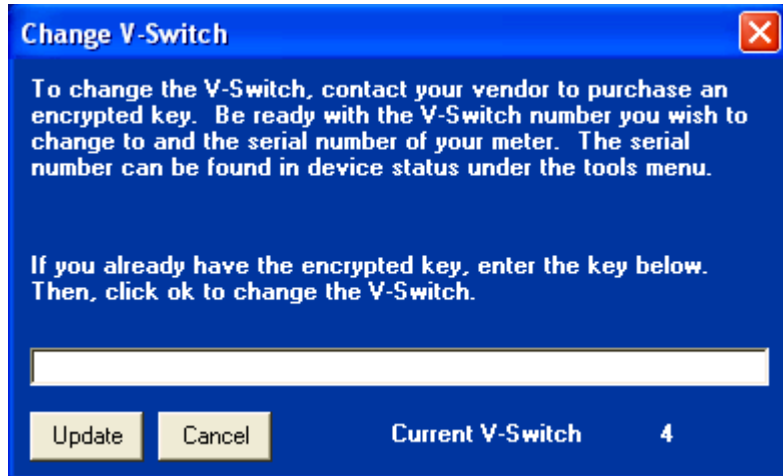 Change V-Switch
To change the V-Switch, contact your vendor to purchase an
encrypted key.  Be ready with the V-Switch number you wish to
change to and the serial number of your meter.  The serial
number can be found in device status under the tools menu.
If you already have the encrypted key, enter the key below.
Then, click ok to change the V-Switch.
Update Cancel Current V-Switch 4